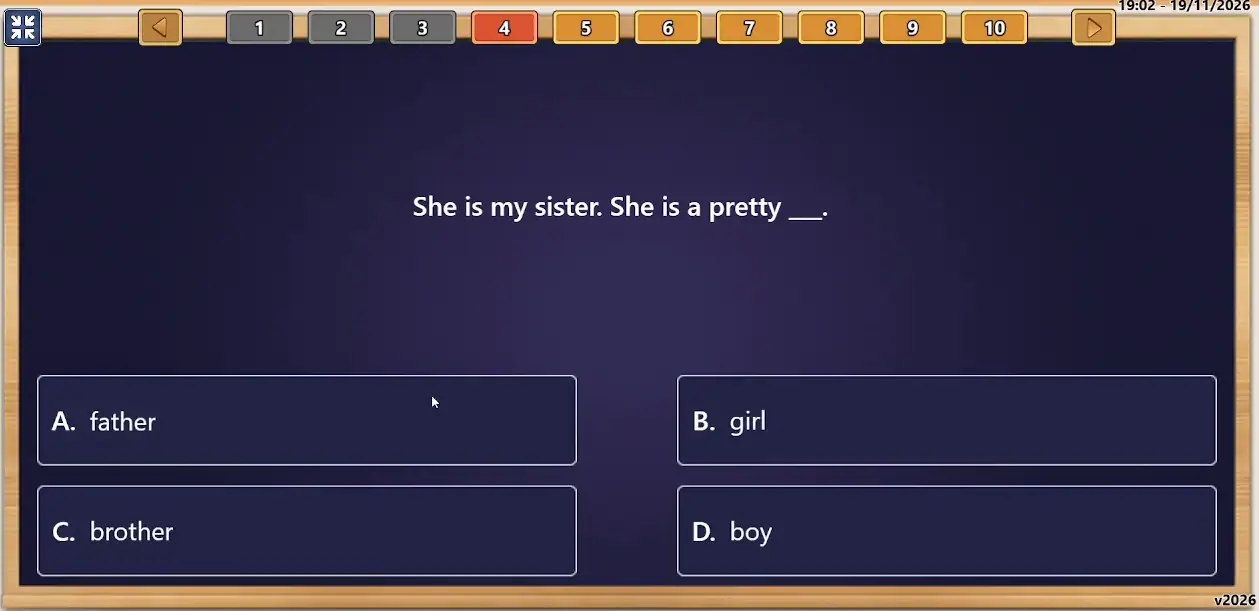 19:02 - 19/11/2026
1 2 3 4 5 6 7 8 9 10
She is my sister. She is a pretty ___.
A. father
B. girl
C. brother
D. boy
v2026